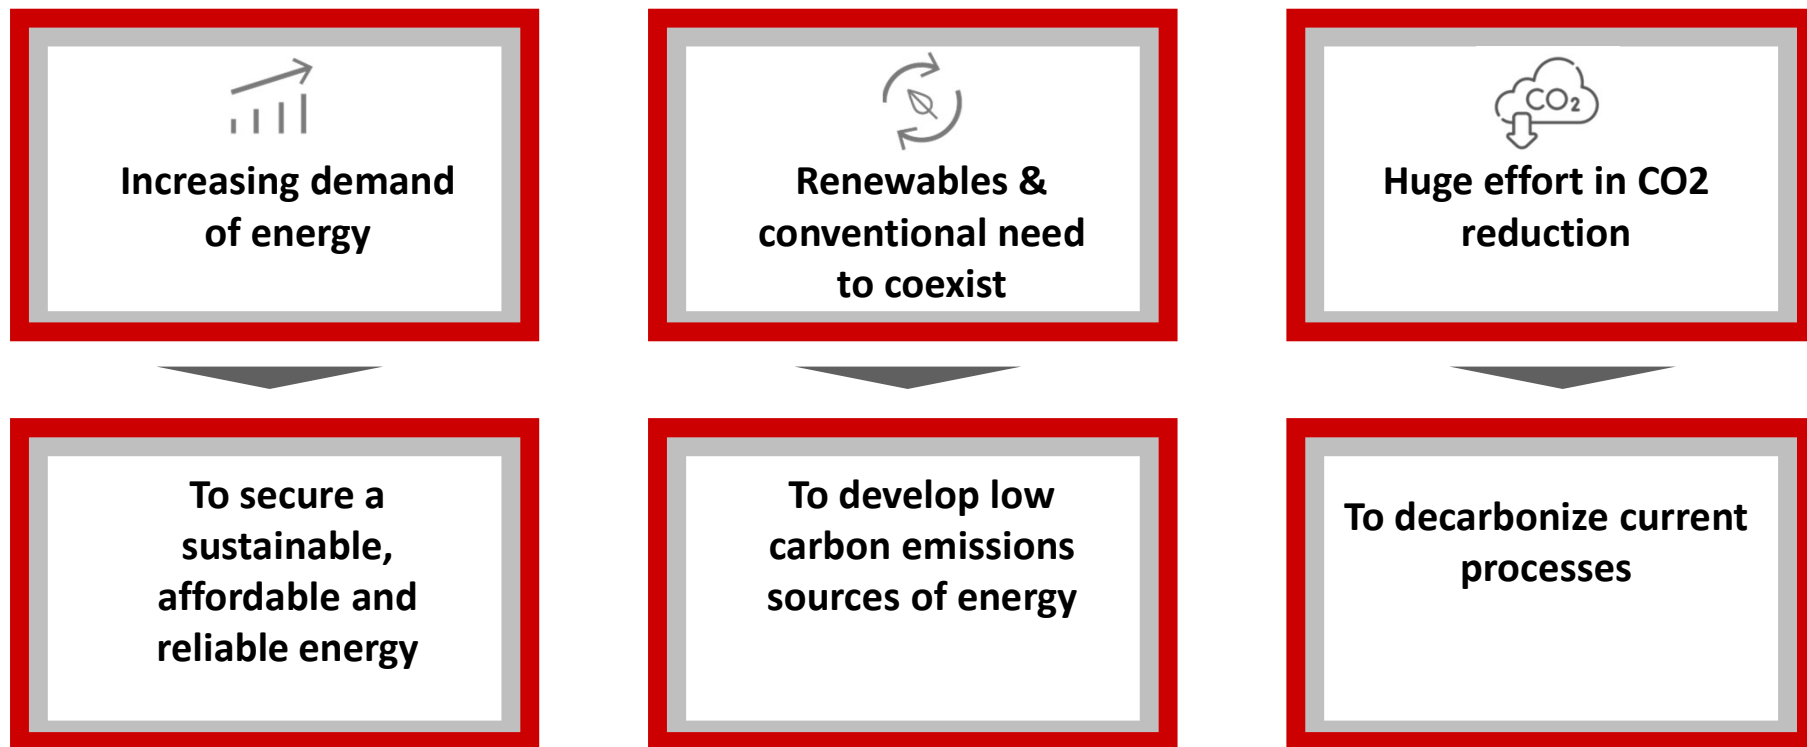 Increasing demand
of energy
Renewables &
conventional need
to coexist
CO₂
Huge effort in CO2
reduction
To secure a
sustainable,
affordable and
reliable energy
To develop low
carbon emissions
sources of energy
To decarbonize current
processes